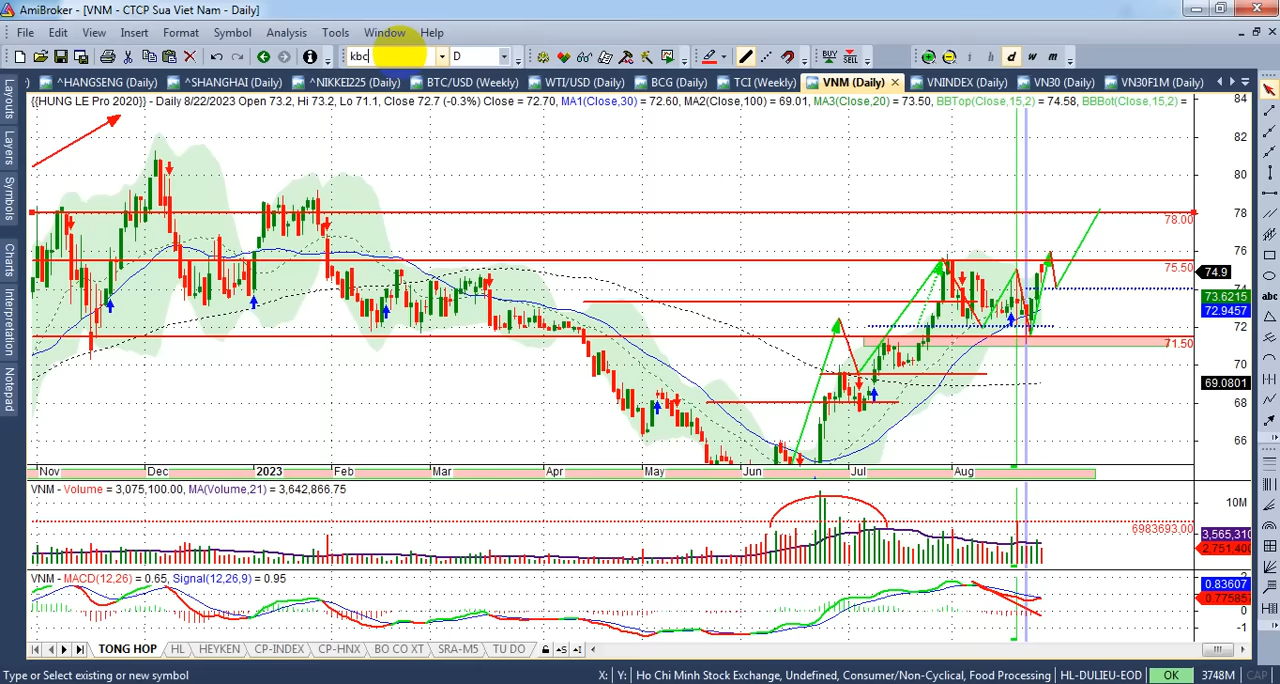 AmiBroker - [VNM - CTCP Sua Viet Nam - Daily]
File Edit View Insert Format Symbol Analysis Tools Window Help
kbc D BUY SELL i h d w m
^HANGSENG (Daily) ^SHANGHAI (Daily) ^NIKKEI225 (Daily) BTC/USD (Weekly) WTI/USD (Daily) BCG (Daily) TCI (Weekly) VNM (Daily) VNINDEX (Daily) VN30 (Daily) VN30F1M (Daily)
{{HUNG LE Pro 2020}} - Daily 8/22/2023 Open 73.2, Hi 73.2, Lo 71.1, Close 72.7 (-0.3%) Close = 72.70, MA1(Close,30) = 72.60, MA2(Close,100) = 69.01, MA3(Close,20) = 73.50, BBTop(Close,15,2) = 74.58, BBBot(Close,15,2) =
Layouts
Layers
Symbols
Charts
Interpretation
Notepad
84
82
80
78
78.00
76
75.50
74.9
74
73.6215
72.9457
72
71.50
70
69.0801
68
66
abc
Nov Dec 2023 Feb Mar Apr May Jun Jul Aug
VNM - Volume = 3,075,100.00, MA(Volume,21) = 3,642,866.75
10M
6983693.00
3,565,310
2,751,400
VNM - MACD(12,26) = 0.65, Signal(12,26,9) = 0.95
2
0.83607
0.775857
0
-1
TONG HOP HL HEYKEN CP-INDEX CP-HNX BO CO XT SRA-M5 TU DO
Type or Select existing or new symbol X: Y: Ho Chi Minh Stock Exchange, Undefined, Consumer/Non-Cyclical, Food Processing HL-DULIEU-EOD OK 3748M CAP